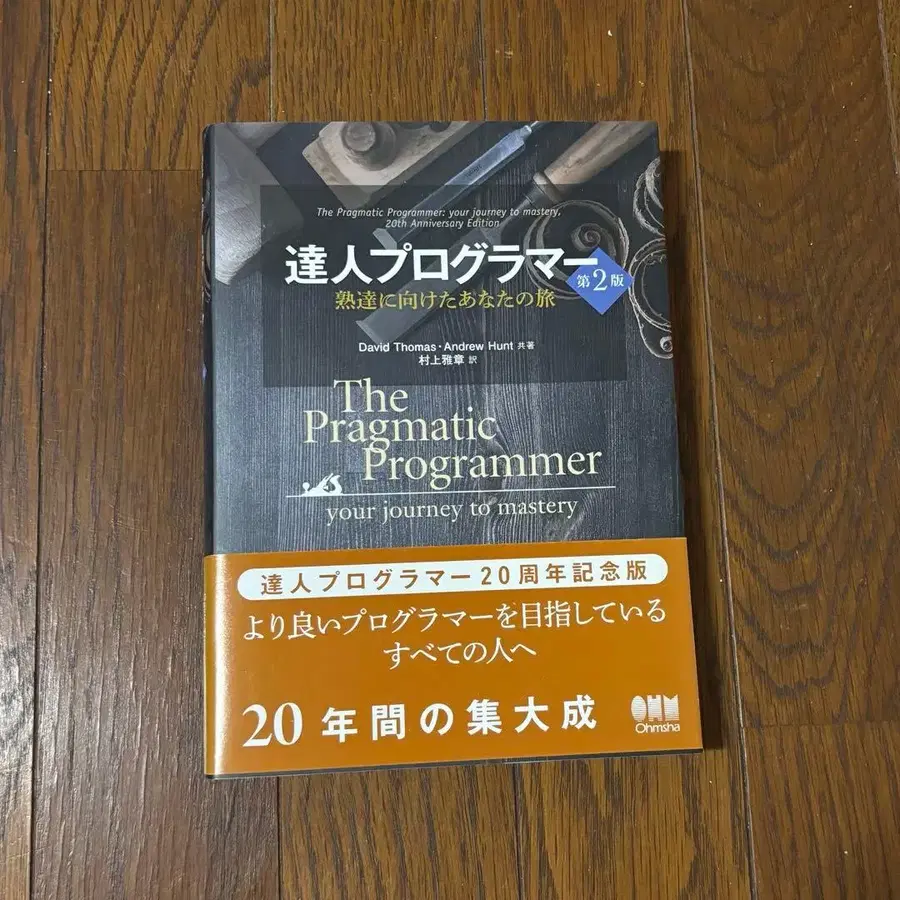 The Pragmatic Programmer: your journey to mastery,
20th Anniversary Edition
達人プログラマー
第2版
熟達に向けたあなたの旅
David Thomas・Andrew Hunt 共著
村上雅章 訳
The
Pragmatic
Programmer
your journey to mastery
達人プログラマー20周年記念版
より良いプログラマーを目指している
すべての人へ
20年間の集大成
OHM
Ohmsha